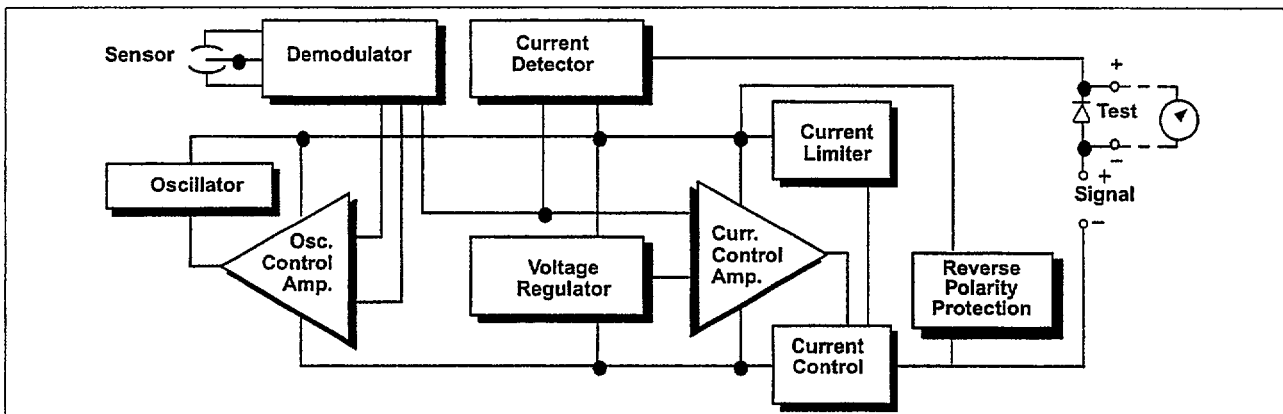 Sensor
Demodulator
Current
Detector
+
Test
−
+
Signal
−
Current
Limiter
Oscillator
Osc.
Control
Amp.
Voltage
Regulator
Curr.
Control
Amp.
Reverse
Polarity
Protection
Current
Control